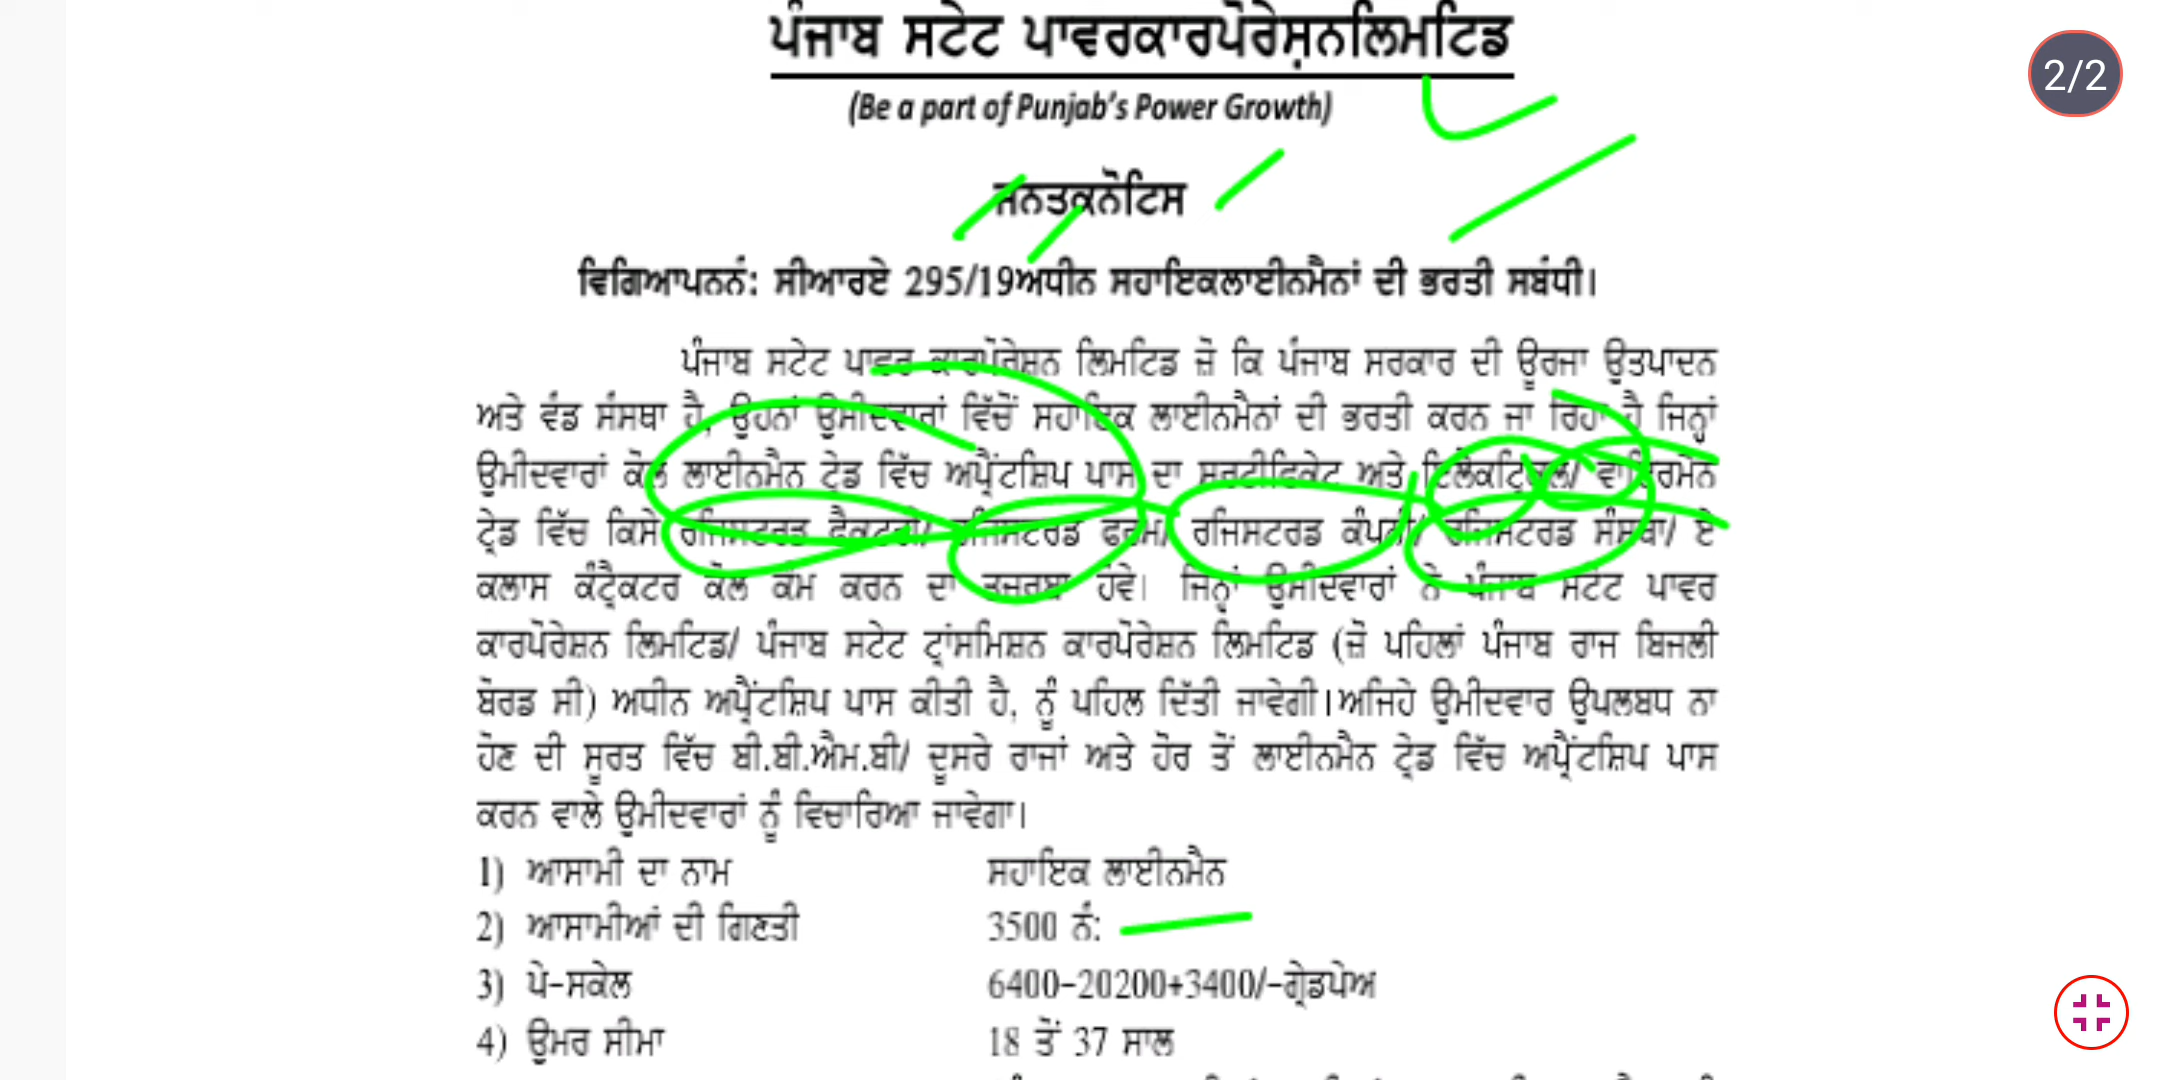 ਪੰਜਾਬ ਸਟੇਟ ਪਾਵਰਕਾਰਪੋਰੇਸ਼ਨਲਿਮਟਿਡ
2/2
(Be a part of Punjab's Power Growth)
ਜਨਤਕਨੋਟਿਸ
ਵਿਗਿਆਪਨਨੰ: ਸੀਆਰਏ 295/19ਅਧੀਨ ਸਹਾਇਕਲਾਈਨਮੈਨਾਂ ਦੀ ਭਰਤੀ ਸਬੰਧੀ।
ਪੰਜਾਬ ਸਟੇਟ ਪਾਵਰ ਕਾਰਪੋਰੇਸ਼ਨ ਲਿਮਟਿਡ ਜੋ ਕਿ ਪੰਜਾਬ ਸਰਕਾਰ ਦੀ ਊਰਜਾ ਉਤਪਾਦਨ
ਅਤੇ ਵੰਡ ਸੰਸਥਾ ਹੈ, ਉਹਨਾਂ ਉਮੀਦਵਾਰਾਂ ਵਿੱਚੋਂ ਸਹਾਇਕ ਲਾਈਨਮੈਨਾਂ ਦੀ ਭਰਤੀ ਕਰਨ ਜਾ ਰਿਹਾ ਹੈ ਜਿਨ੍ਹਾਂ
ਉਮੀਦਵਾਰਾਂ ਕੋਲ ਲਾਈਨਮੈਨ ਟ੍ਰੇਡ ਵਿੱਚ ਅਪ੍ਰੈਂਟਸ਼ਿਪ ਪਾਸ ਦਾ ਸਰਟੀਫਿਕੇਟ ਅਤੇ ਇਲੈਕਟ੍ਰਿਕਲ/ ਵਾਇਰਮੈਨ
ਟ੍ਰੇਡ ਵਿੱਚ ਕਿਸੇ ਰਜਿਸਟਰਡ ਫੈਕਟਰੀ/ ਰਜਿਸਟਰਡ ਫਰਮ/ ਰਜਿਸਟਰਡ ਕੰਪਨੀ/ ਰਜਿਸਟਰਡ ਸੰਸਥਾ/ ਏ
ਕਲਾਸ ਕੰਟ੍ਰੈਕਟਰ ਕੋਲ ਕੰਮ ਕਰਨ ਦਾ ਤਜਰਬਾ ਹੋਵੇ। ਜਿਨ੍ਹਾਂ ਉਮੀਦਵਾਰਾਂ ਨੇ ਪੰਜਾਬ ਸਟੇਟ ਪਾਵਰ
ਕਾਰਪੋਰੇਸ਼ਨ ਲਿਮਟਿਡ/ ਪੰਜਾਬ ਸਟੇਟ ਟ੍ਰਾਂਸਮਿਸ਼ਨ ਕਾਰਪੋਰੇਸ਼ਨ ਲਿਮਟਿਡ (ਜੋ ਪਹਿਲਾਂ ਪੰਜਾਬ ਰਾਜ ਬਿਜਲੀ
ਬੋਰਡ ਸੀ) ਅਧੀਨ ਅਪ੍ਰੈਂਟਸ਼ਿਪ ਪਾਸ ਕੀਤੀ ਹੈ, ਨੂੰ ਪਹਿਲ ਦਿੱਤੀ ਜਾਵੇਗੀ।ਅਜਿਹੇ ਉਮੀਦਵਾਰ ਉਪਲਬਧ ਨਾ
ਹੋਣ ਦੀ ਸੂਰਤ ਵਿੱਚ ਬੀ.ਬੀ.ਐਮ.ਬੀ/ ਦੂਸਰੇ ਰਾਜਾਂ ਅਤੇ ਹੋਰ ਤੋਂ ਲਾਈਨਮੈਨ ਟ੍ਰੇਡ ਵਿੱਚ ਅਪ੍ਰੈਂਟਸ਼ਿਪ ਪਾਸ
ਕਰਨ ਵਾਲੇ ਉਮੀਦਵਾਰਾਂ ਨੂੰ ਵਿਚਾਰਿਆ ਜਾਵੇਗਾ।
1) ਆਸਾਮੀ ਦਾ ਨਾਮ ਸਹਾਇਕ ਲਾਈਨਮੈਨ
2) ਆਸਾਮੀਆਂ ਦੀ ਗਿਣਤੀ 3500 ਨੰ:
3) ਪੇ-ਸਕੇਲ 6400-20200+3400/-ਗ੍ਰੇਡਪੇਅ
4) ਉਮਰ ਸੀਮਾ 18 ਤੋਂ 37 ਸਾਲ